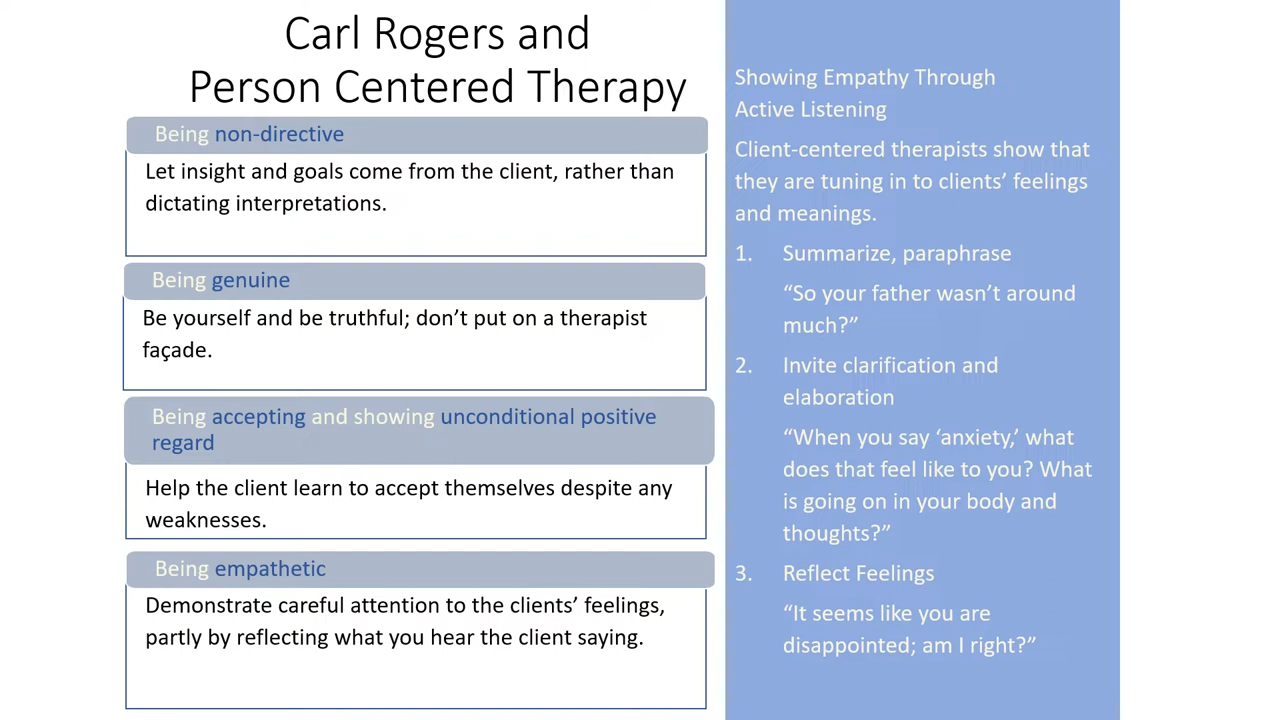 Carl Rogers and
Person Centered Therapy
Being non-directive
Let insight and goals come from the client, rather than
dictating interpretations.
Being genuine
Be yourself and be truthful; don’t put on a therapist
façade.
Being accepting and showing unconditional positive
regard
Help the client learn to accept themselves despite any
weaknesses.
Being empathetic
Demonstrate careful attention to the clients’ feelings,
partly by reflecting what you hear the client saying.
Showing Empathy Through
Active Listening
Client-centered therapists show that
they are tuning in to clients’ feelings
and meanings.
1. Summarize, paraphrase
“So your father wasn’t around
much?”
2. Invite clarification and
elaboration
“When you say ‘anxiety,’ what
does that feel like to you? What
is going on in your body and
thoughts?”
3. Reflect Feelings
“It seems like you are
disappointed; am I right?”